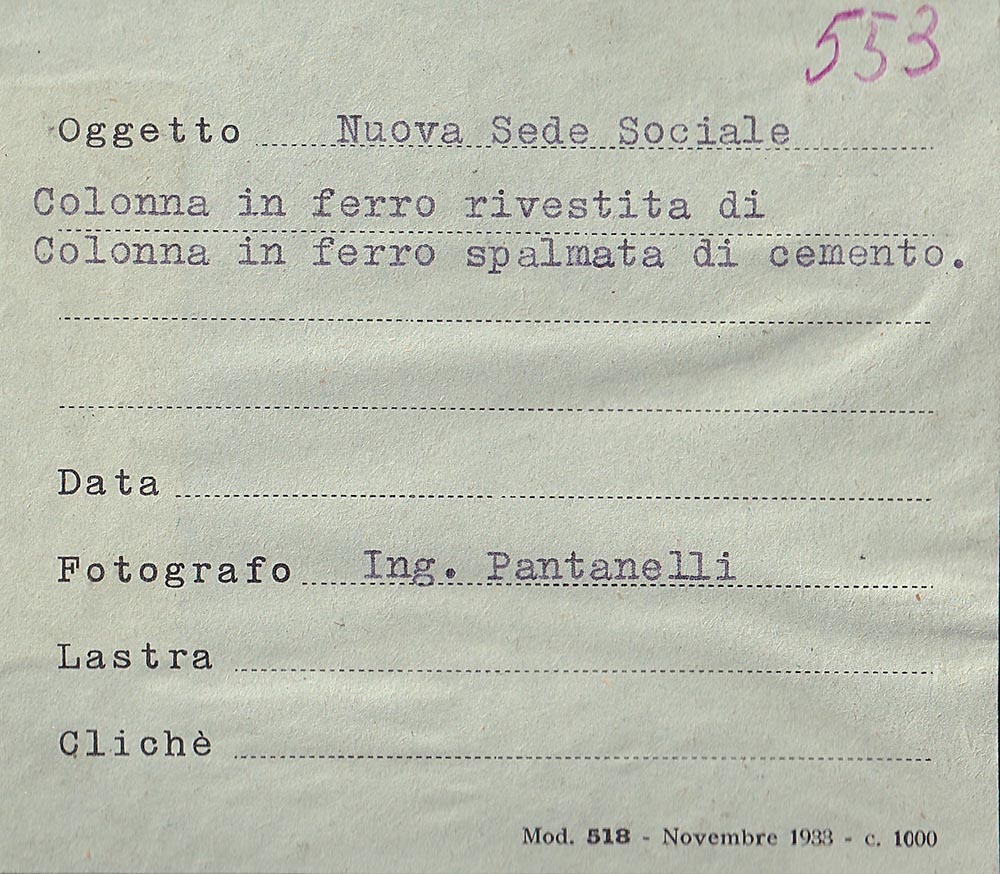 553
Oggetto Nuova Sede Sociale
Colonna in ferro rivestita di
Colonna in ferro spalmata di cemento.
Data
Fotografo Ing. Pantanelli
Lastra
Clichè
Mod. 518 - Novembre 1933 - c. 1000